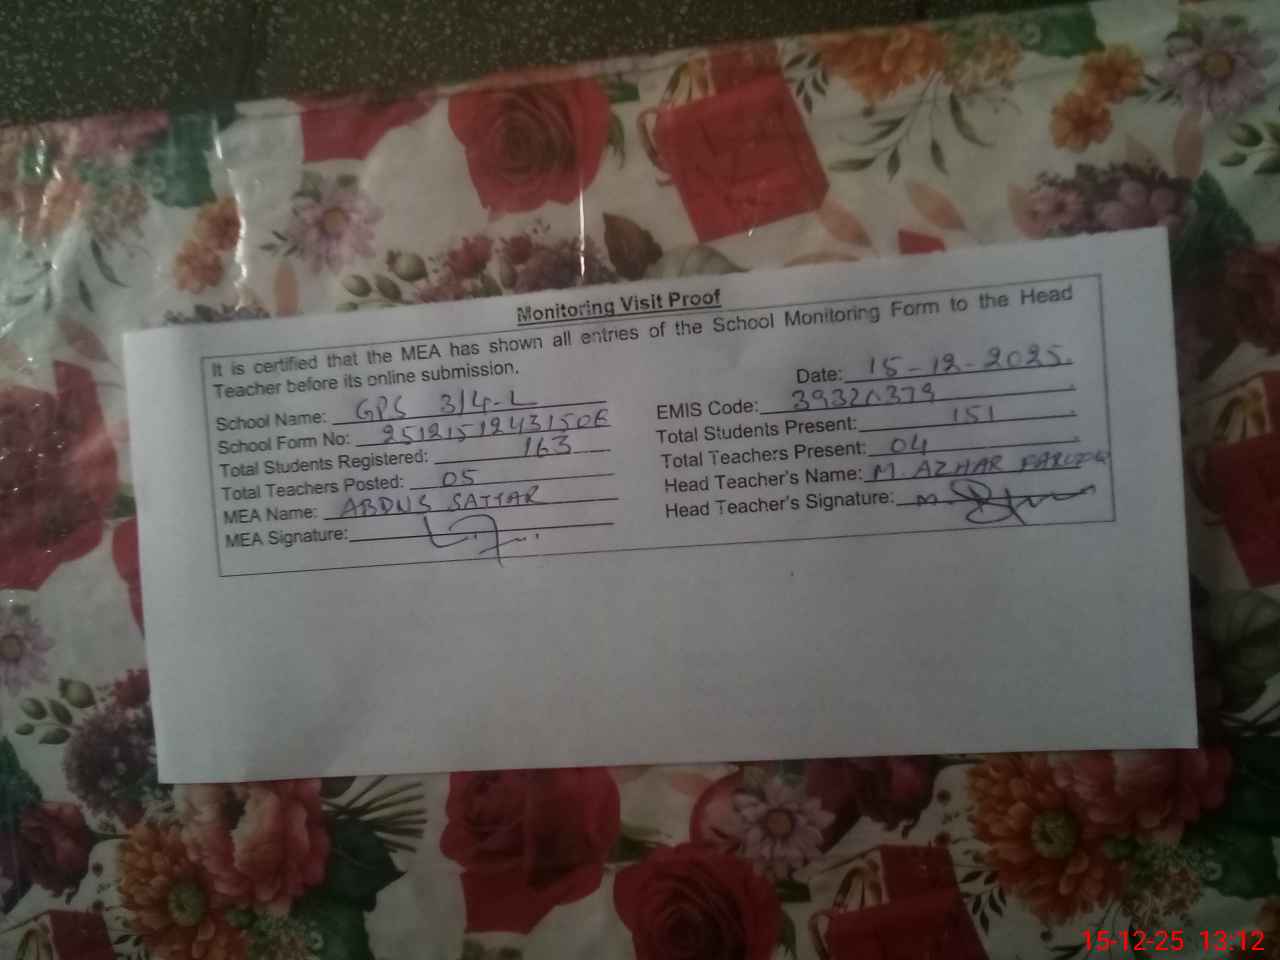 Monitoring Visit Proof
It is certified that the MEA has shown all entries of the School Monitoring Form to the Head
Teacher before its online submission.
Date: 15-12-2025.
School Name: GPS 3/4-L
EMIS Code: 39320379
School Form No:
Total Students Present: 151
Total Students Registered: 163
Total Teachers Present: 04
Total Teachers Posted: 05
Head Teacher's Name: M. AZHAR FAROOQ
MEA Name: ABDUS SATTAR
Head Teacher's Signature:
MEA Signature:
15-12-25 13:12